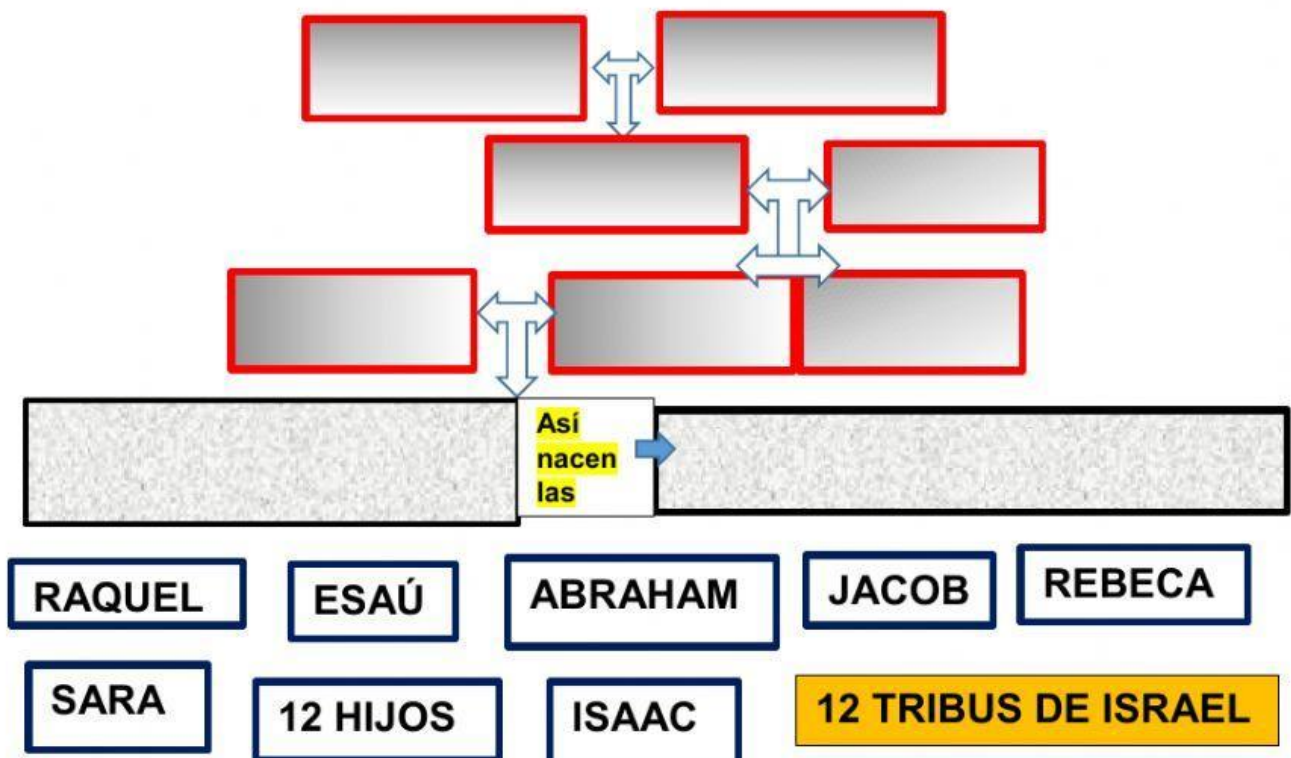 Así
nacen
las
RAQUEL
ESAÚ
ABRAHAM
JACOB
REBECA
SARA
12 HIJOS
ISAAC
12 TRIBUS DE ISRAEL